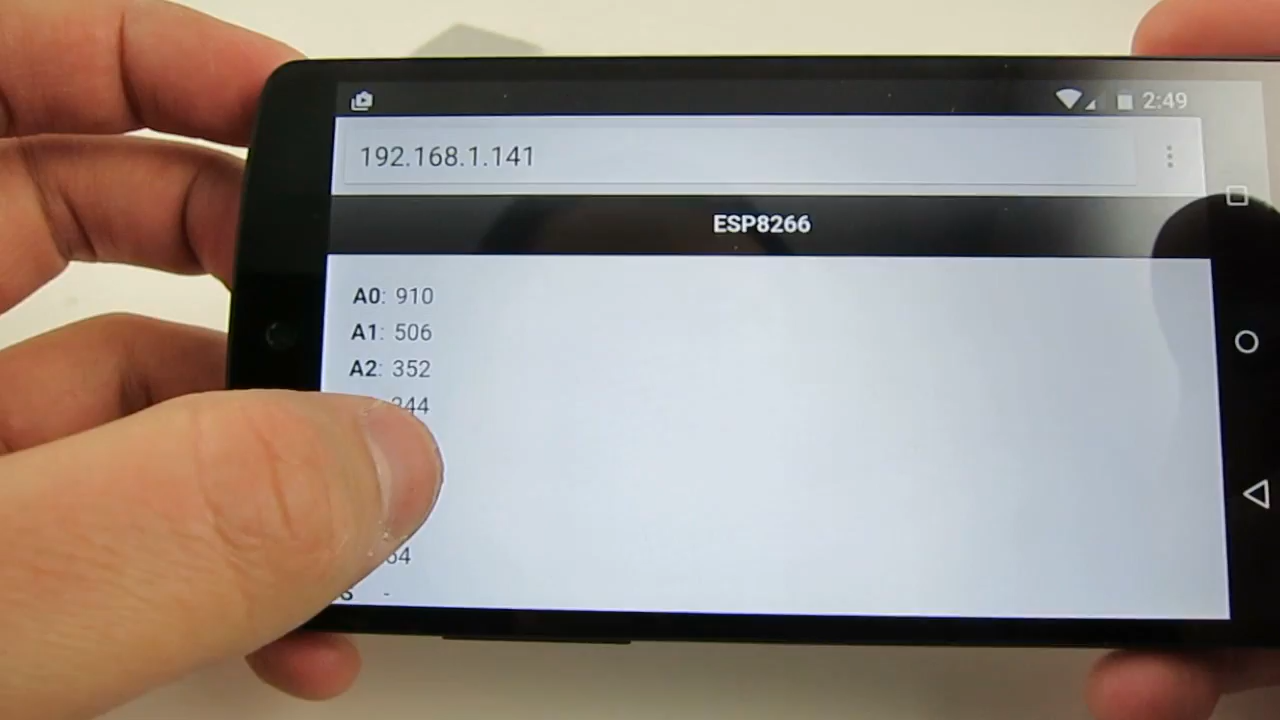 2:49
192.168.1.141
ESP8266
A0: 910
A1: 506
A2: 352